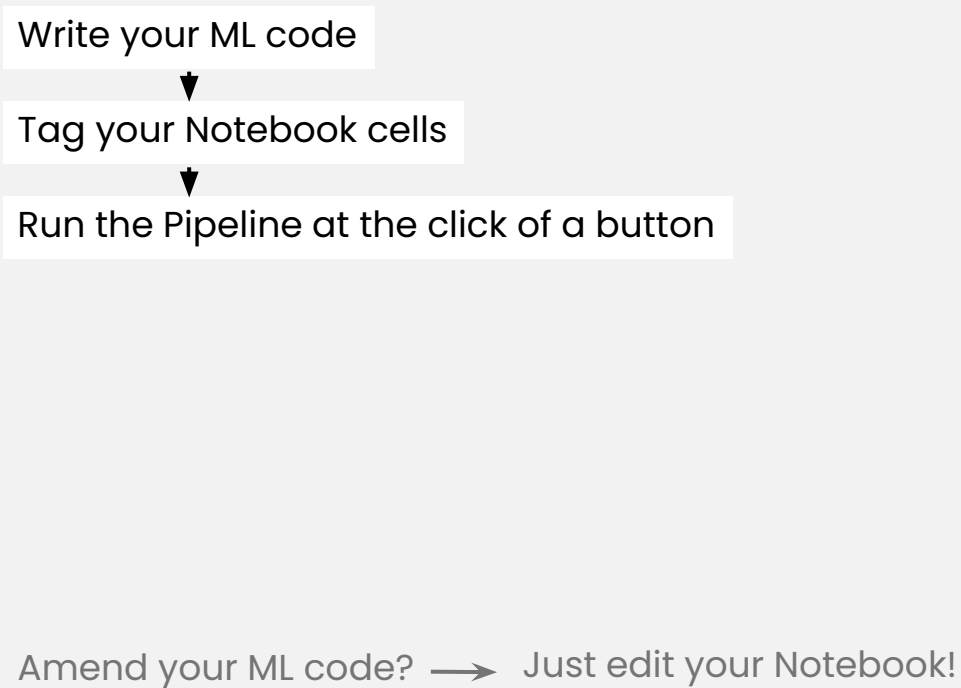 Write your ML code
Tag your Notebook cells
Run the Pipeline at the click of a button
Amend your ML code? Just edit your Notebook!